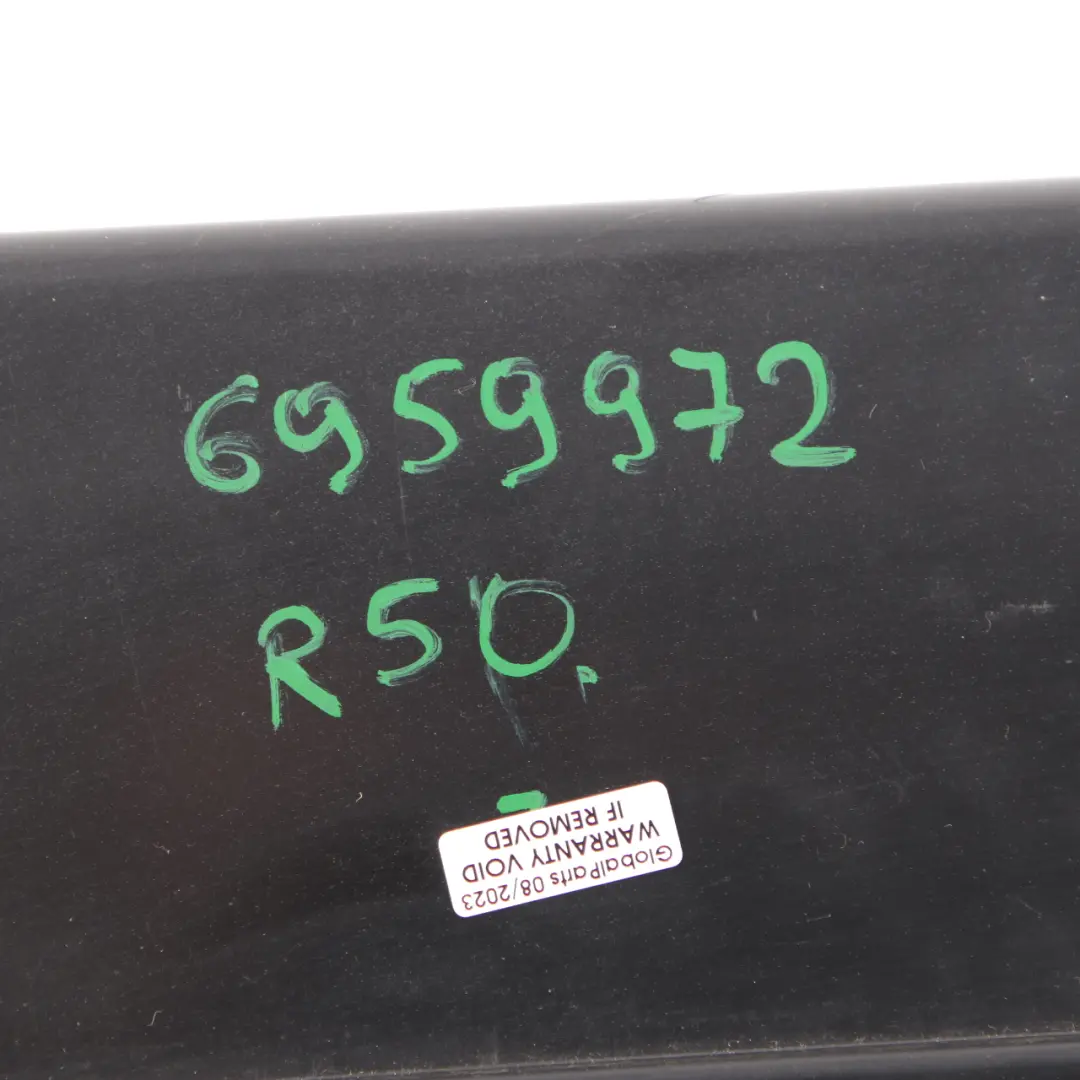 6959972
R50.
-
GlobalParts 08/2023
WARRANTY VOID
IF REMOVED